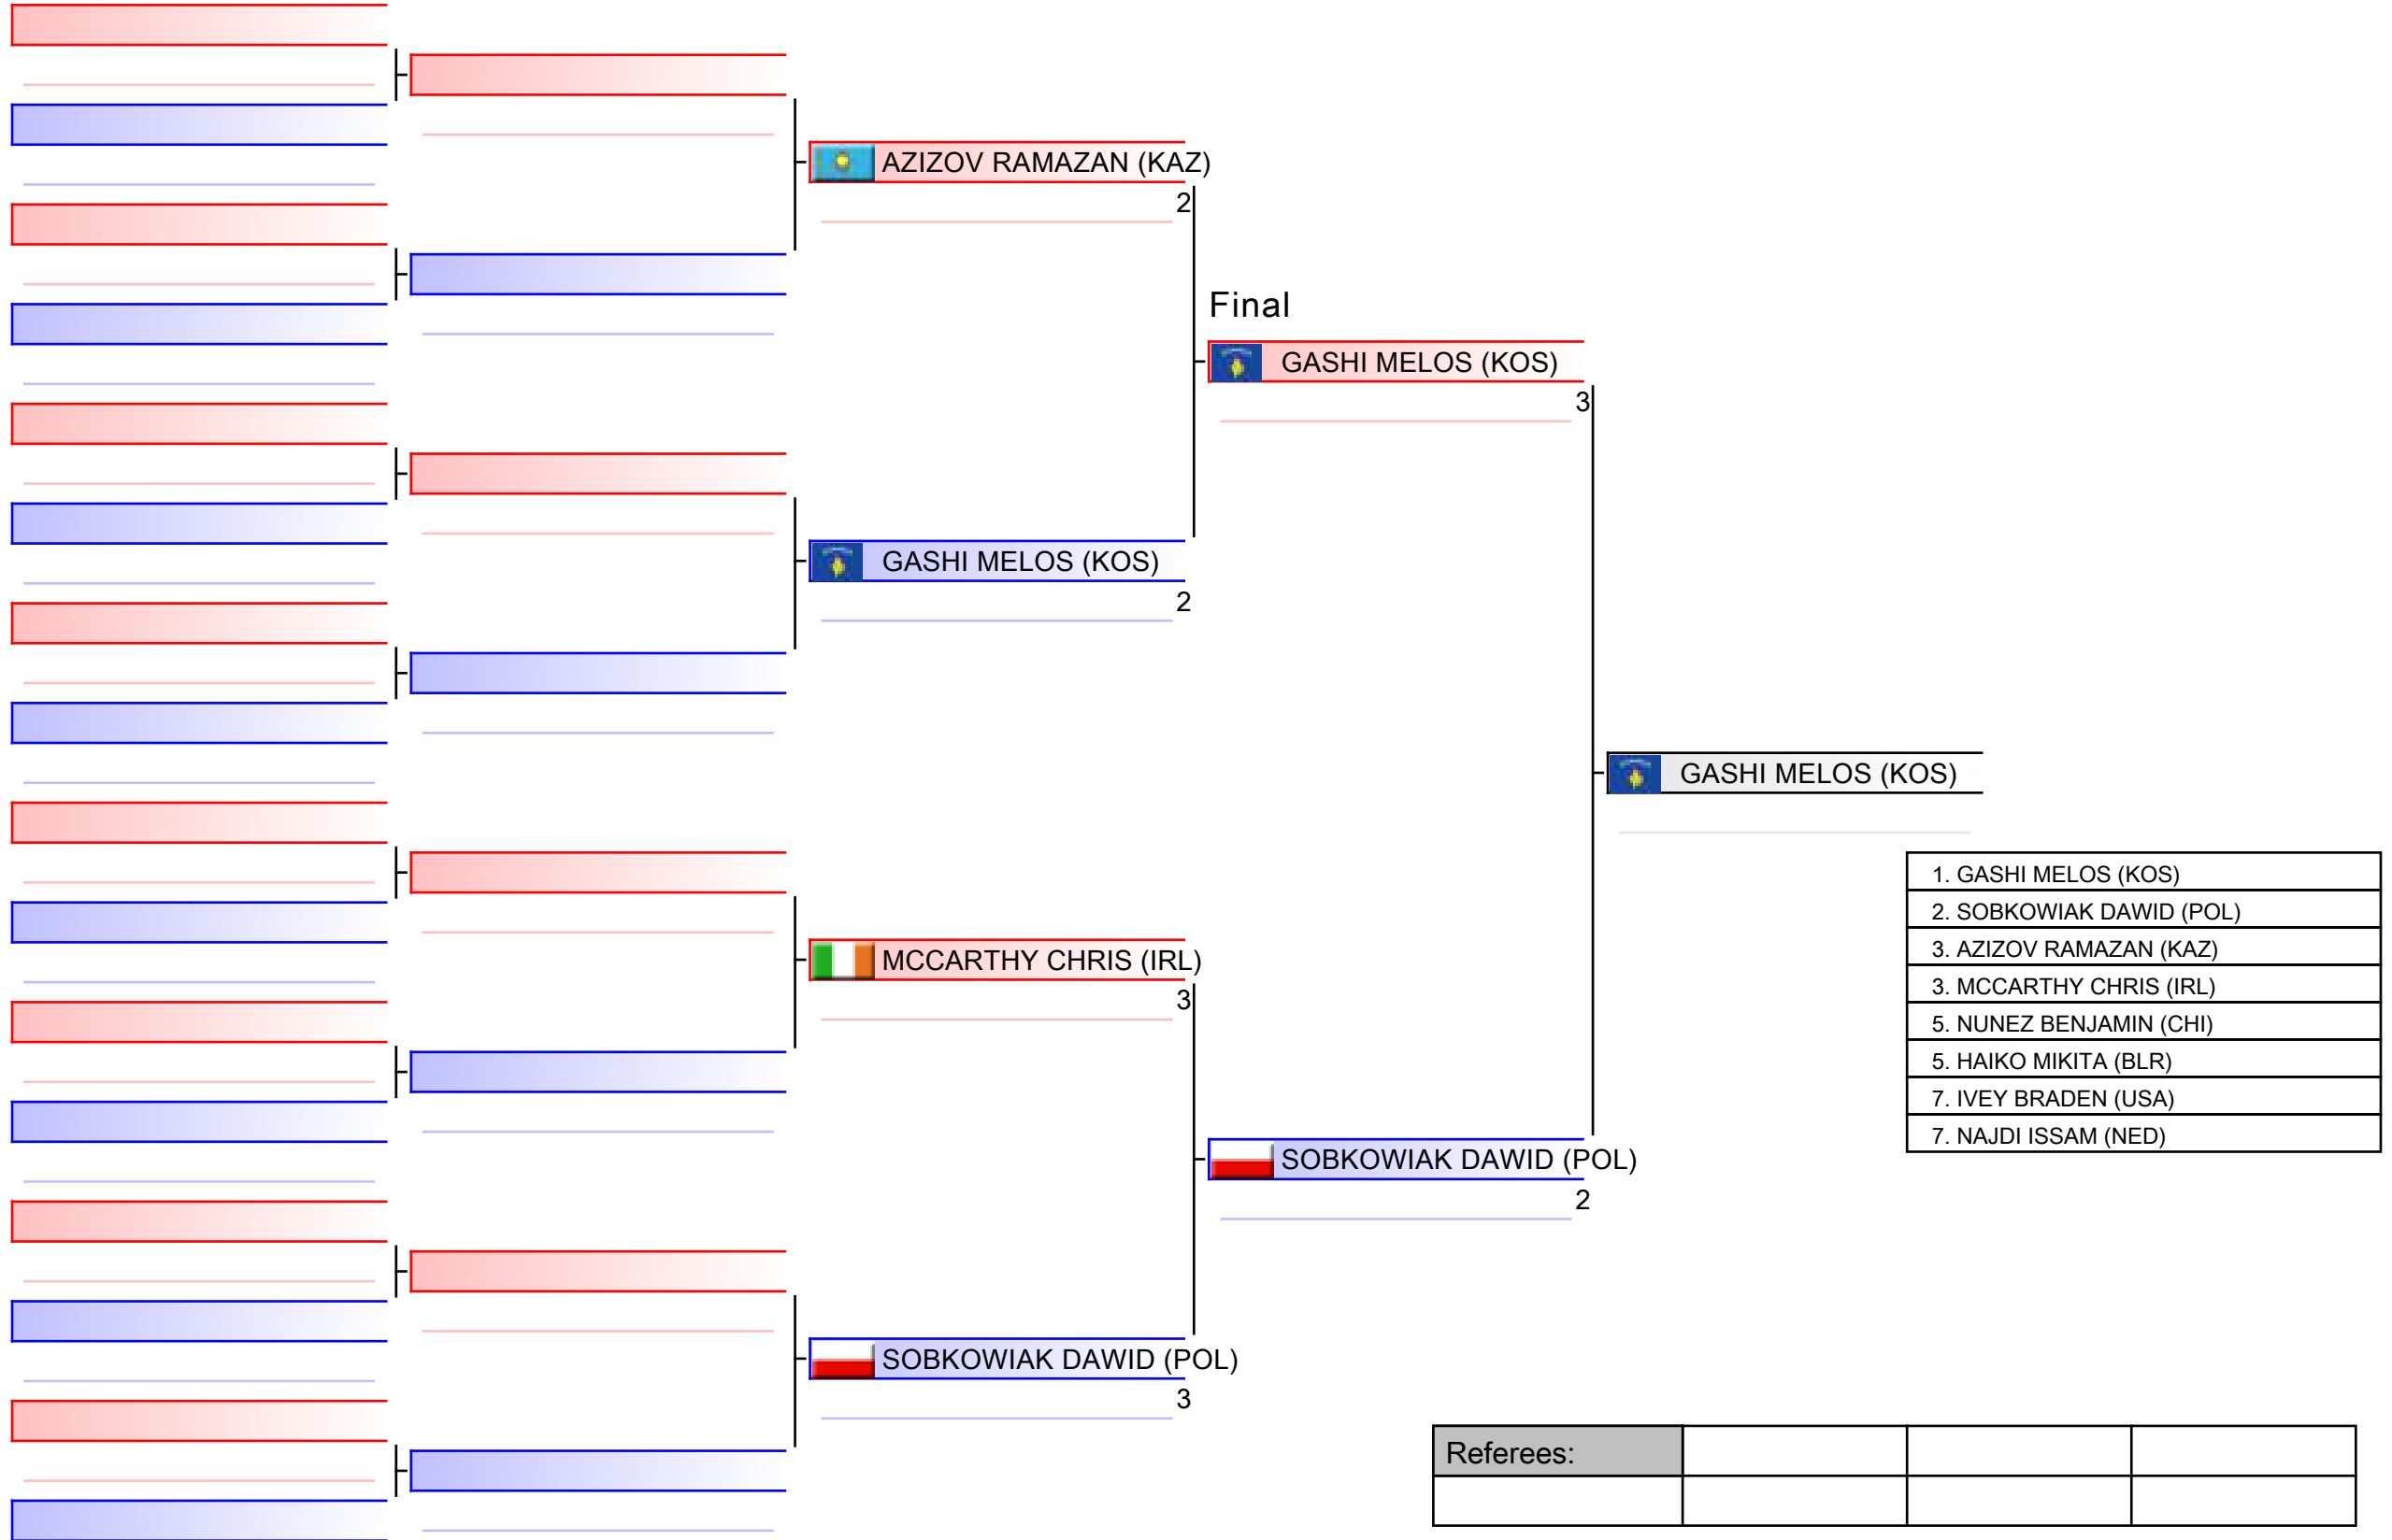 AZIZOV RAMAZAN (KAZ)
2
Final
GASHI MELOS (KOS)
3
GASHI MELOS (KOS)
2
GASHI MELOS (KOS)
1. GASHI MELOS (KOS)
2. SOBKOWIAK DAWID (POL)
3. AZIZOV RAMAZAN (KAZ)
3. MCCARTHY CHRIS (IRL)
5. NUNEZ BENJAMIN (CHI)
5. HAIKO MIKITA (BLR)
7. IVEY BRADEN (USA)
7. NAJDI ISSAM (NED)
MCCARTHY CHRIS (IRL)
3
SOBKOWIAK DAWID (POL)
2
SOBKOWIAK DAWID (POL)
3
Referees: